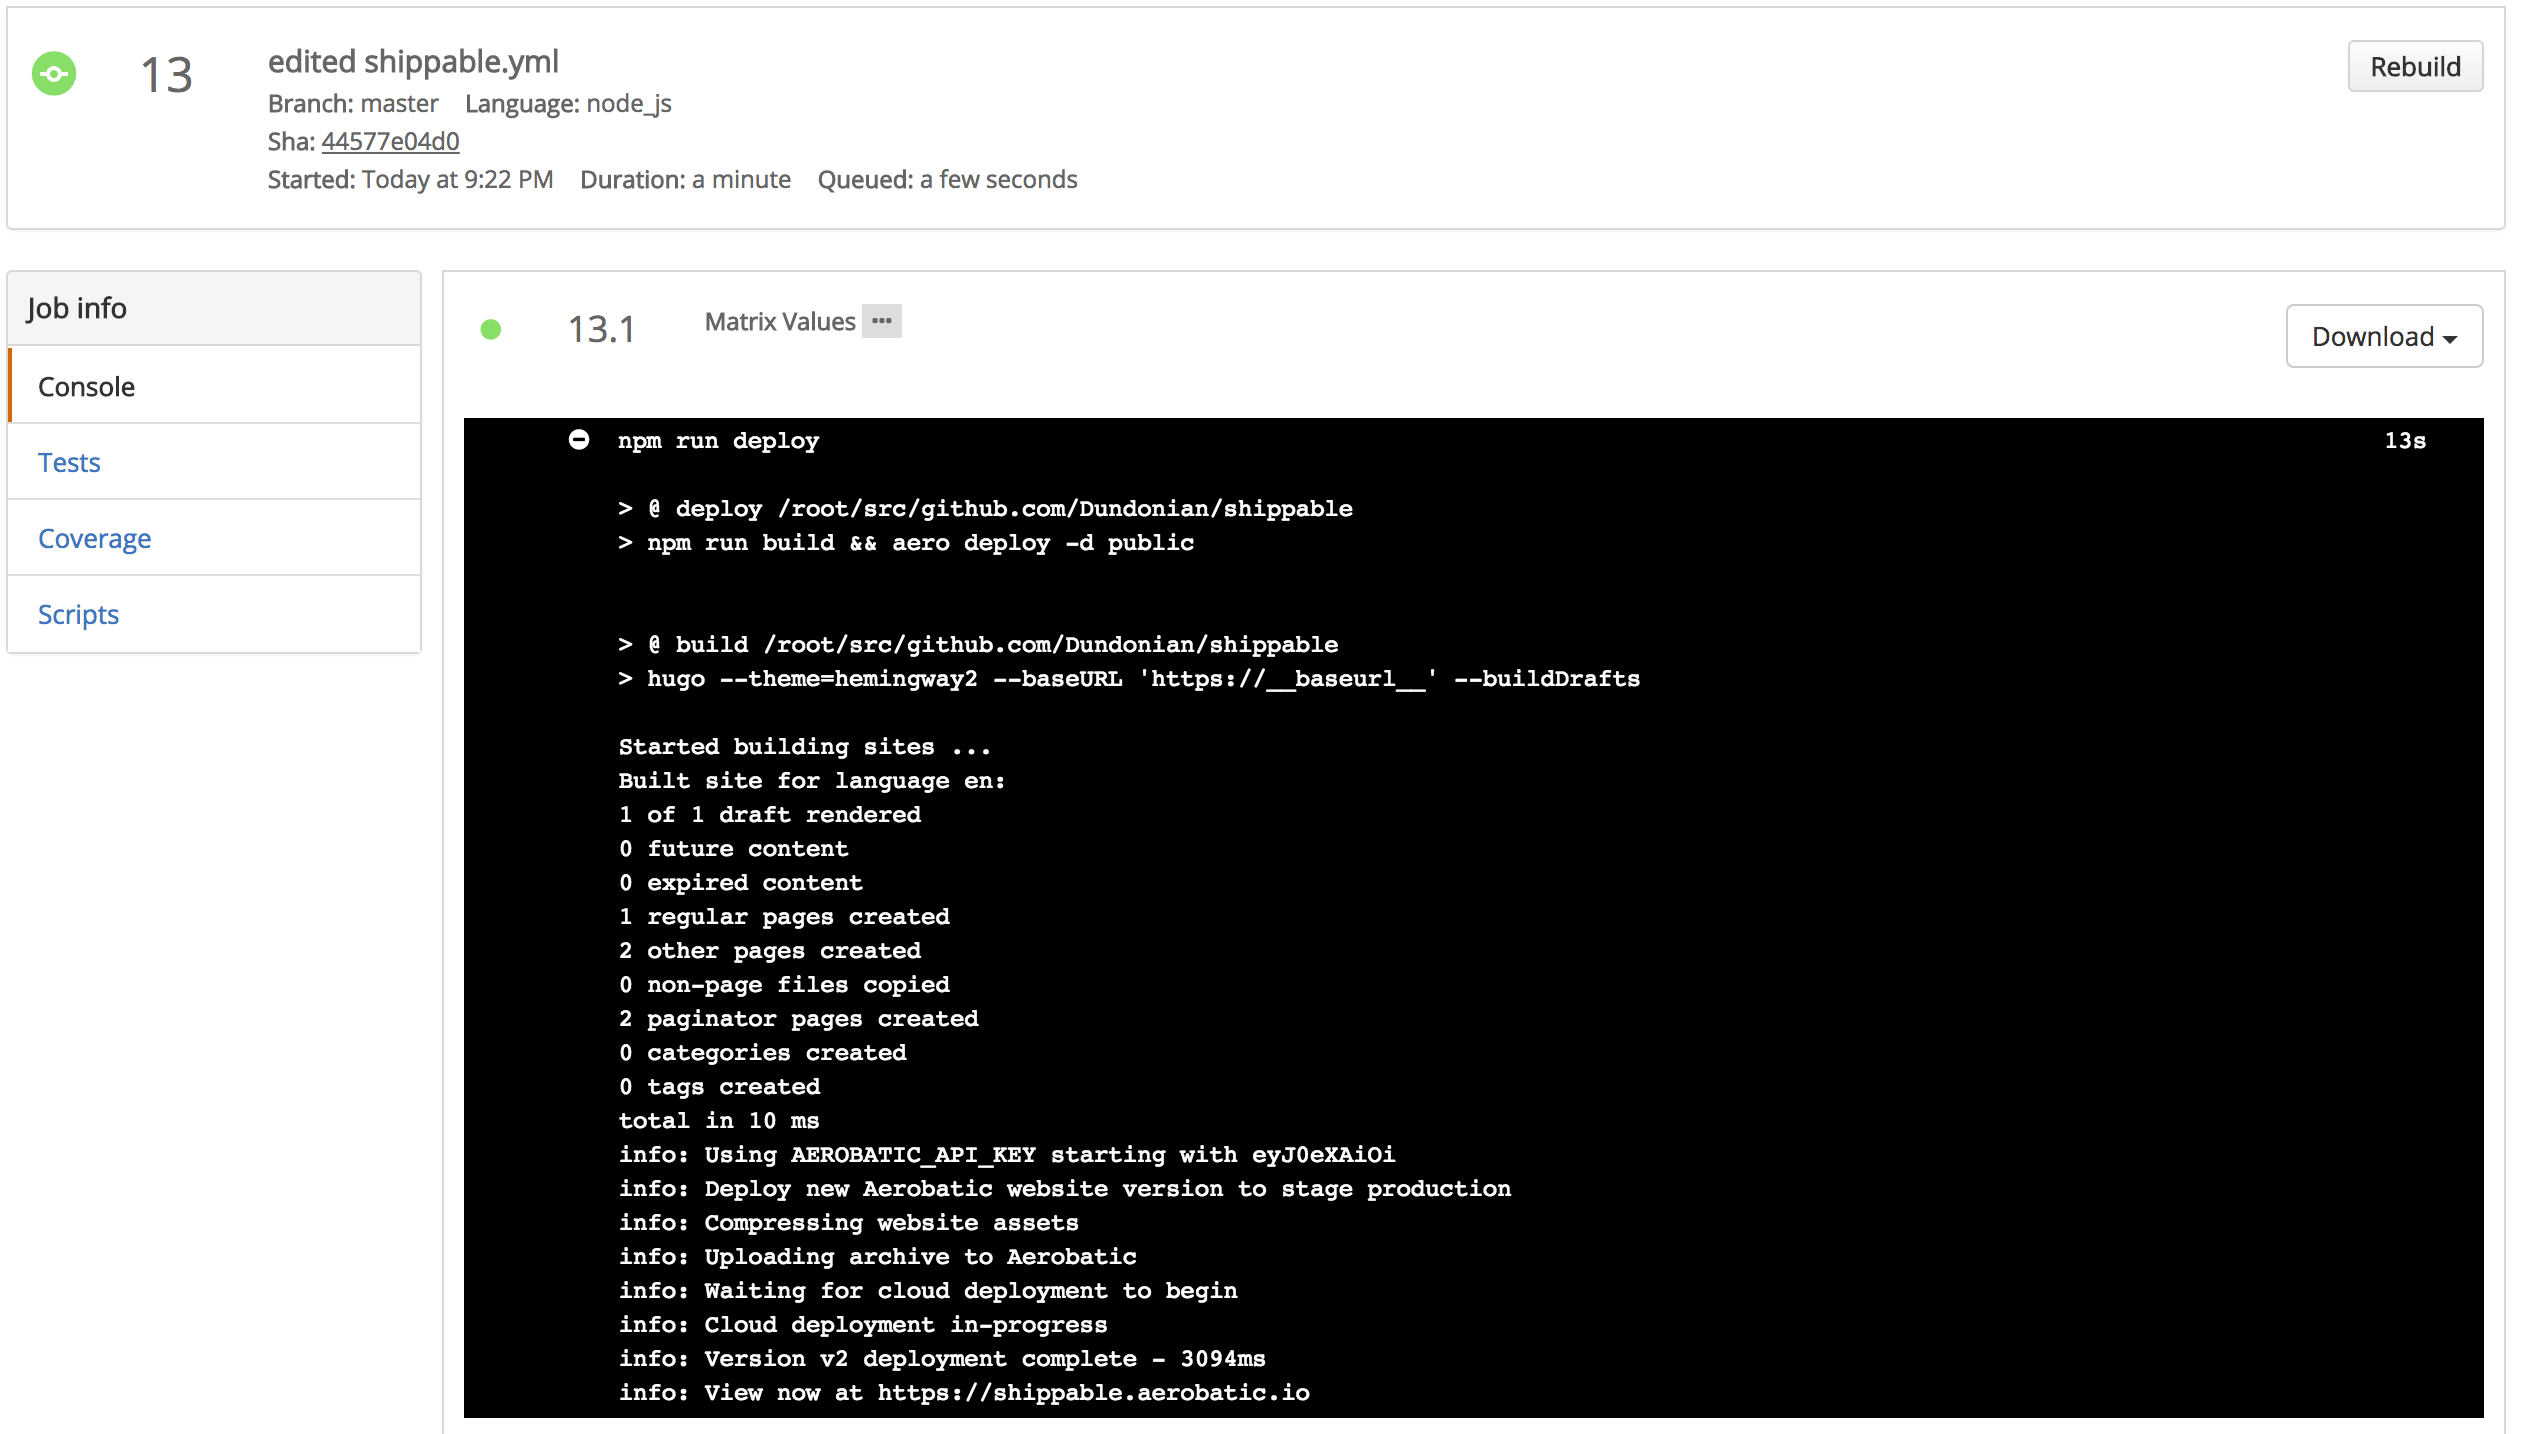 13
edited shippable.yml
Rebuild
Branch: master Language: node_js
Sha: 44577e04d0
Started: Today at 9:22 PM Duration: a minute Queued: a few seconds
Job info
Console
Tests
Coverage
Scripts
13.1 Matrix Values ...
Download
npm run deploy 13s
> @ deploy /root/src/github.com/Dundonian/shippable
> npm run build && aero deploy -d public
> @ build /root/src/github.com/Dundonian/shippable
> hugo --theme=hemingway2 --baseURL 'https://__baseurl__' --buildDrafts
Started building sites ...
Built site for language en:
1 of 1 draft rendered
0 future content
0 expired content
1 regular pages created
2 other pages created
0 non-page files copied
2 paginator pages created
0 categories created
0 tags created
total in 10 ms
info: Using AEROBATIC_API_KEY starting with eyJ0eXAiOi
info: Deploy new Aerobatic website version to stage production
info: Compressing website assets
info: Uploading archive to Aerobatic
info: Waiting for cloud deployment to begin
info: Cloud deployment in-progress
info: Version v2 deployment complete - 3094ms
info: View now at https://shippable.aerobatic.io